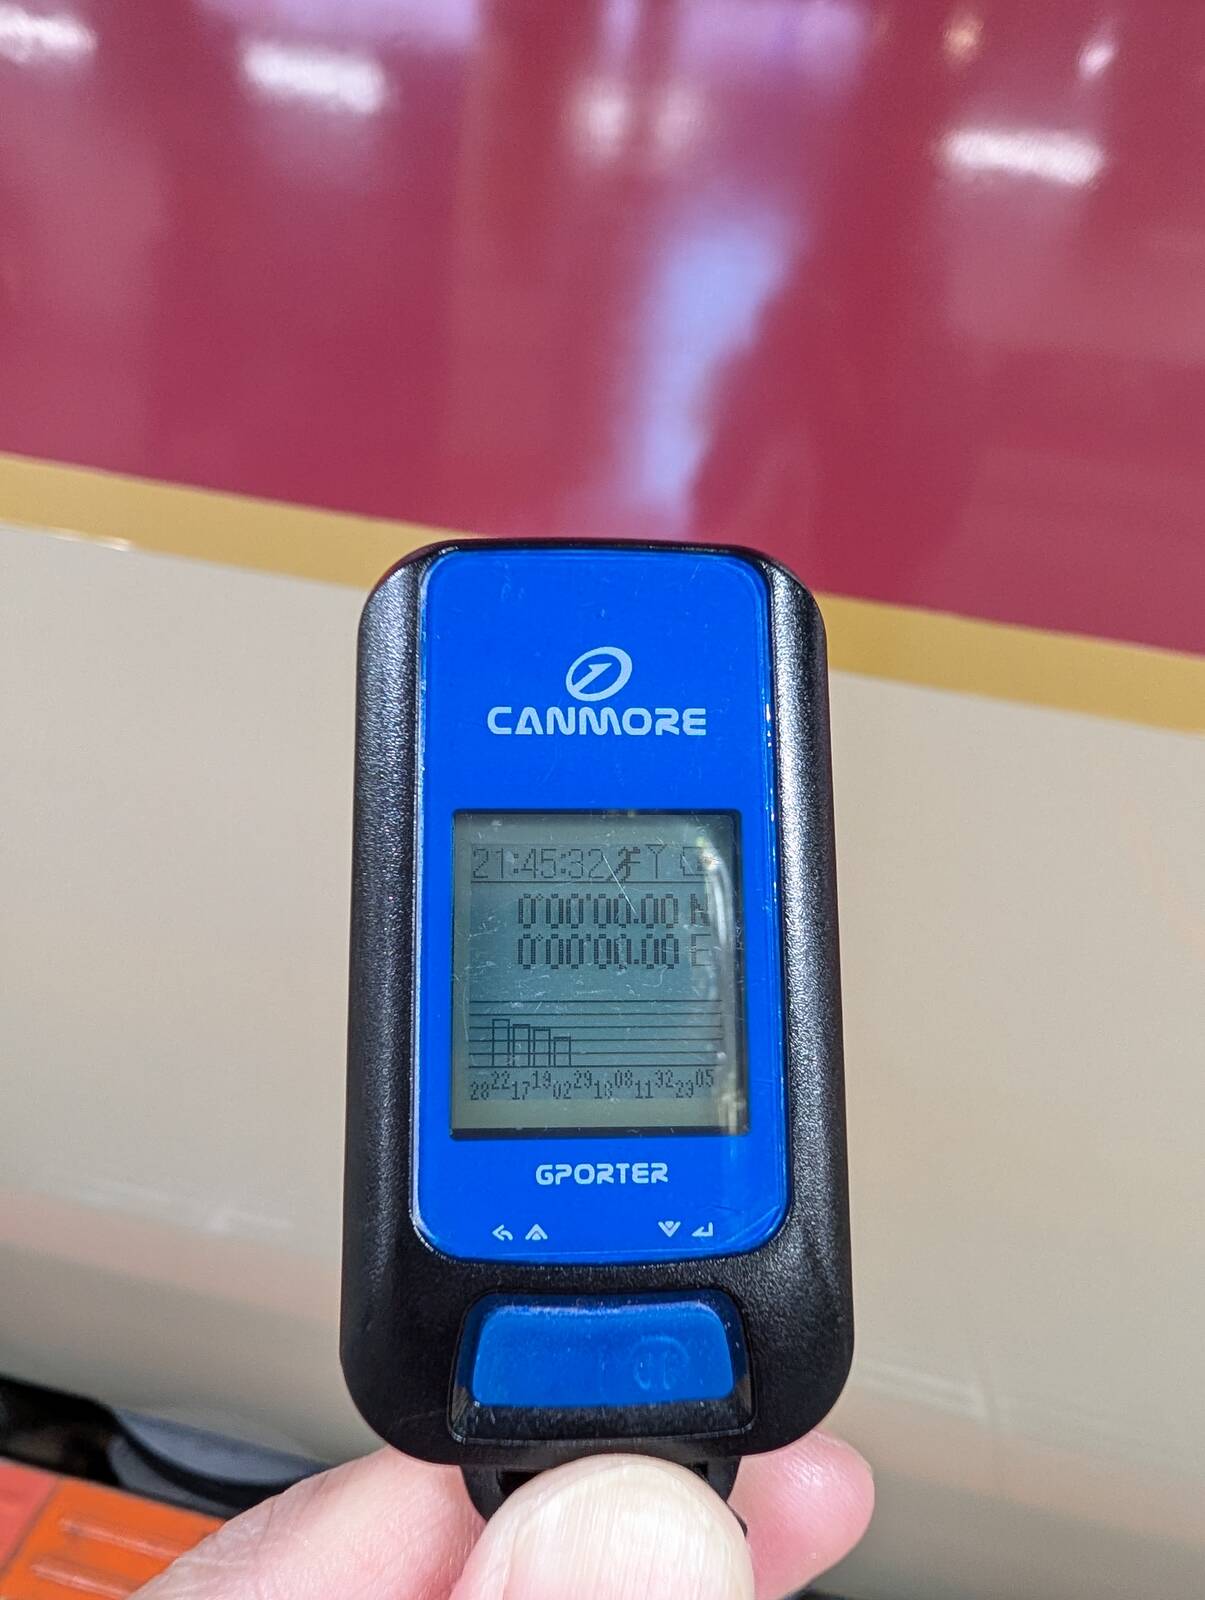 CANMORE
21:45:32
0°00'00.00 N
0°00'00.00 E
28 22 17 19 02 29 16 08 11 32 23 05
GPORTER